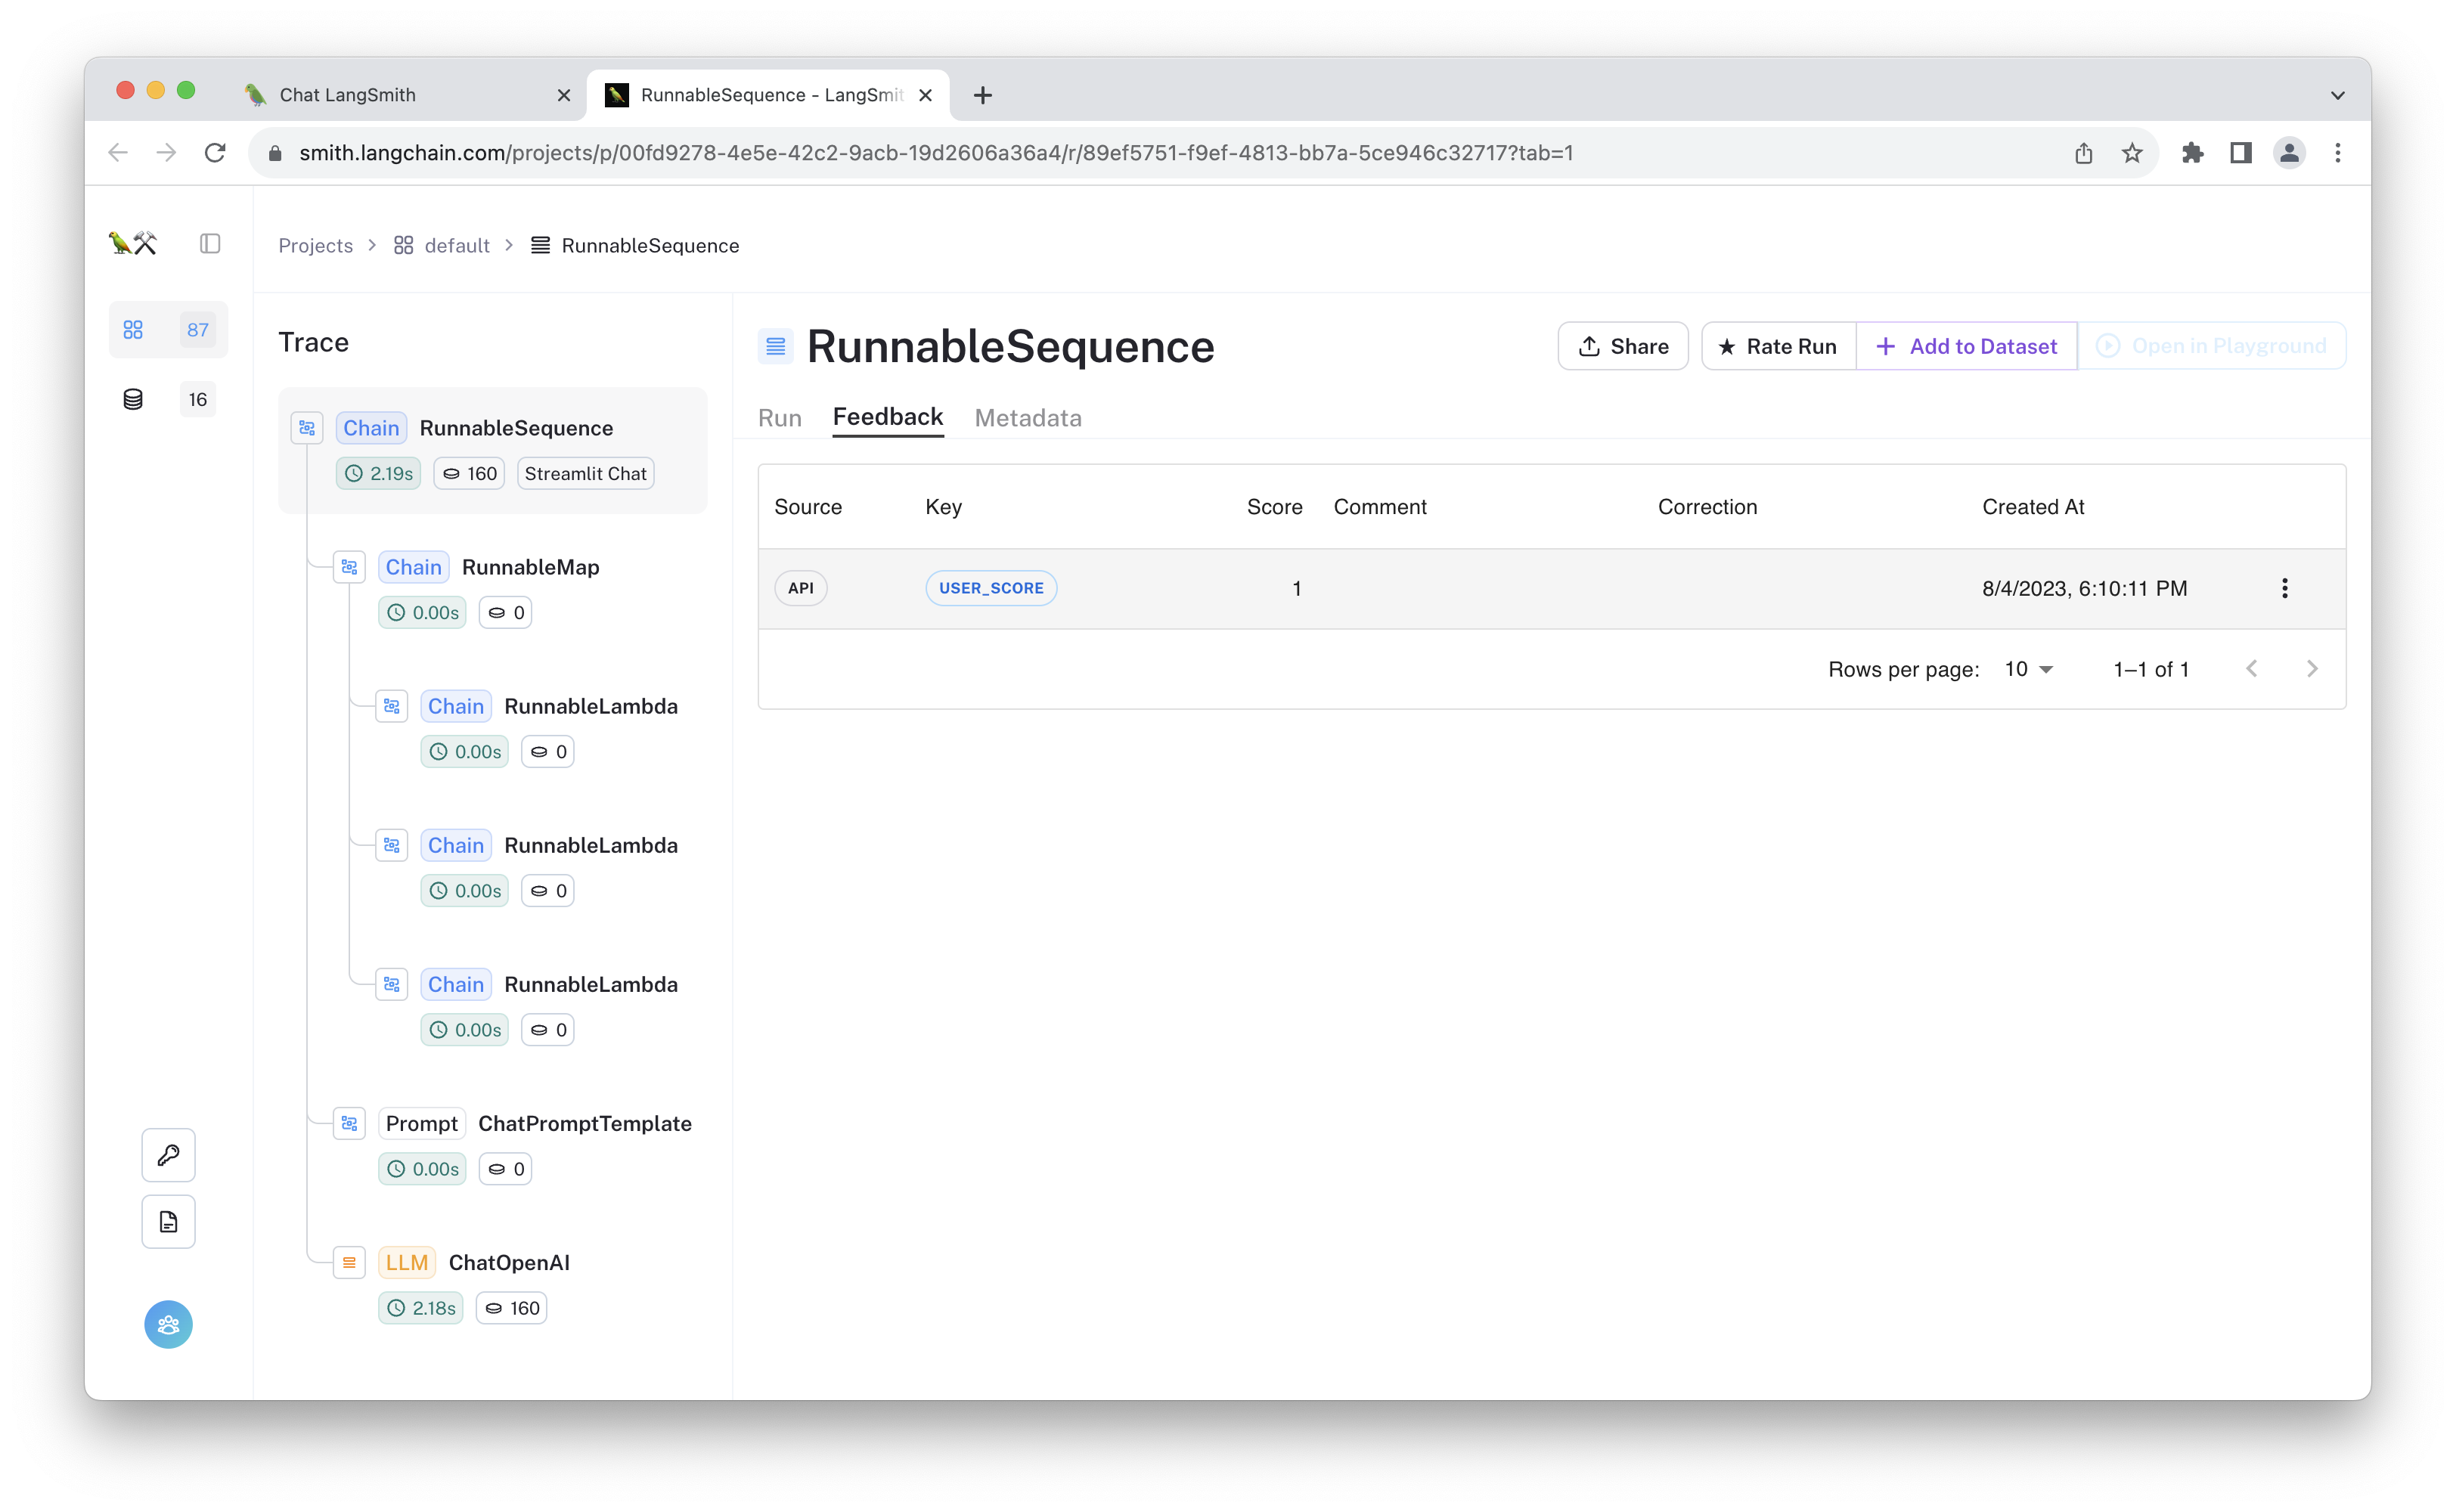 Chat LangSmith
RunnableSequence - LangSmit
smith.langchain.com/projects/p/00fd9278-4e5e-42c2-9acb-19d2606a36a4/r/89ef5751-f9ef-4813-bb7a-5ce946c32717?tab=1
Projects > default > RunnableSequence
87
16
Trace
Chain RunnableSequence
2.19s 160 Streamlit Chat
Chain RunnableMap
0.00s 0
Chain RunnableLambda
0.00s 0
Chain RunnableLambda
0.00s 0
Chain RunnableLambda
0.00s 0
Prompt ChatPromptTemplate
0.00s 0
LLM ChatOpenAI
2.18s 160
RunnableSequence
Share Rate Run Add to Dataset Open in Playground
Run Feedback Metadata
Source Key Score Comment Correction Created At
API USER_SCORE 1 8/4/2023, 6:10:11 PM
Rows per page: 10 1–1 of 1